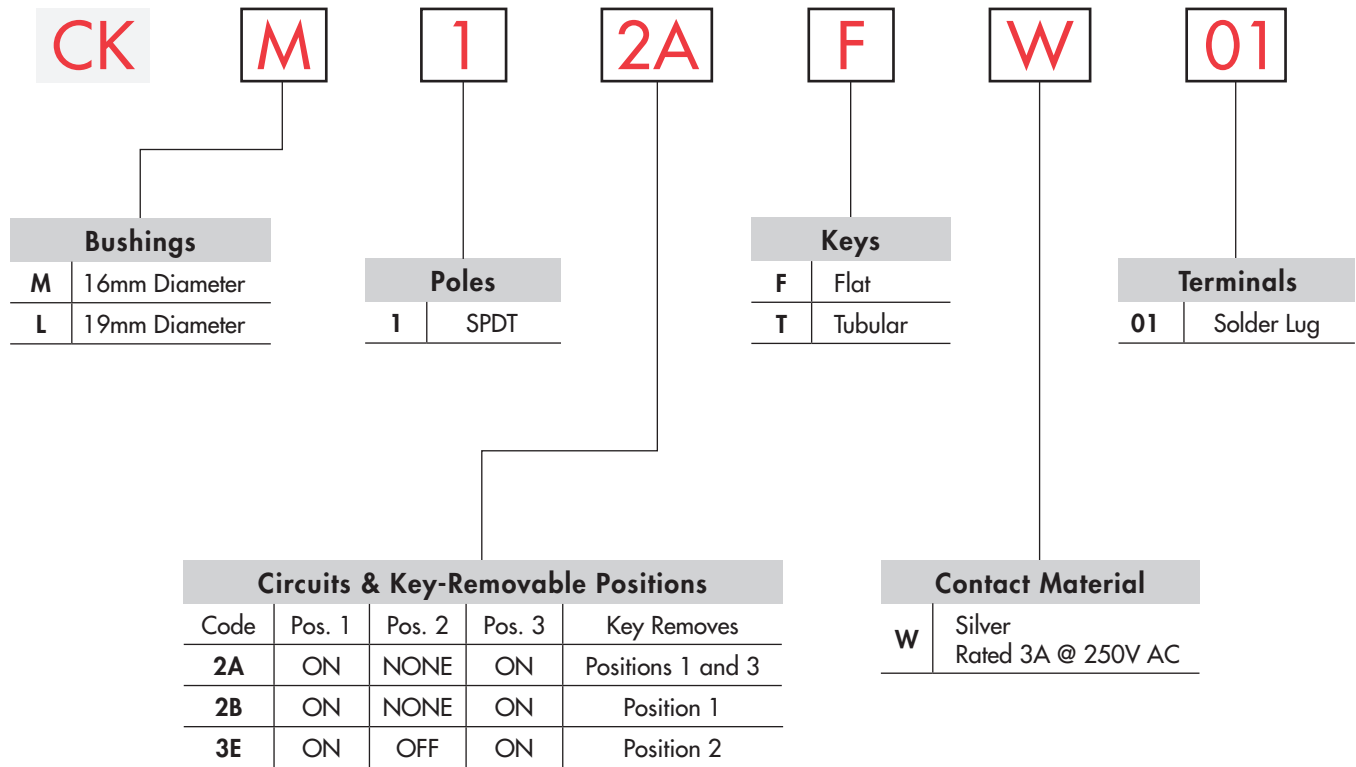 CK M 1 2A F W 01
Bushings
M 16mm Diameter
L 19mm Diameter
Poles
1 SPDT
Keys
F Flat
T Tubular
Terminals
01 Solder Lug
Circuits & Key-Removable Positions
Code Pos. 1 Pos. 2 Pos. 3 Key Removes
2A ON NONE ON Positions 1 and 3
2B ON NONE ON Position 1
3E ON OFF ON Position 2
Contact Material
W Silver
Rated 3A @ 250V AC